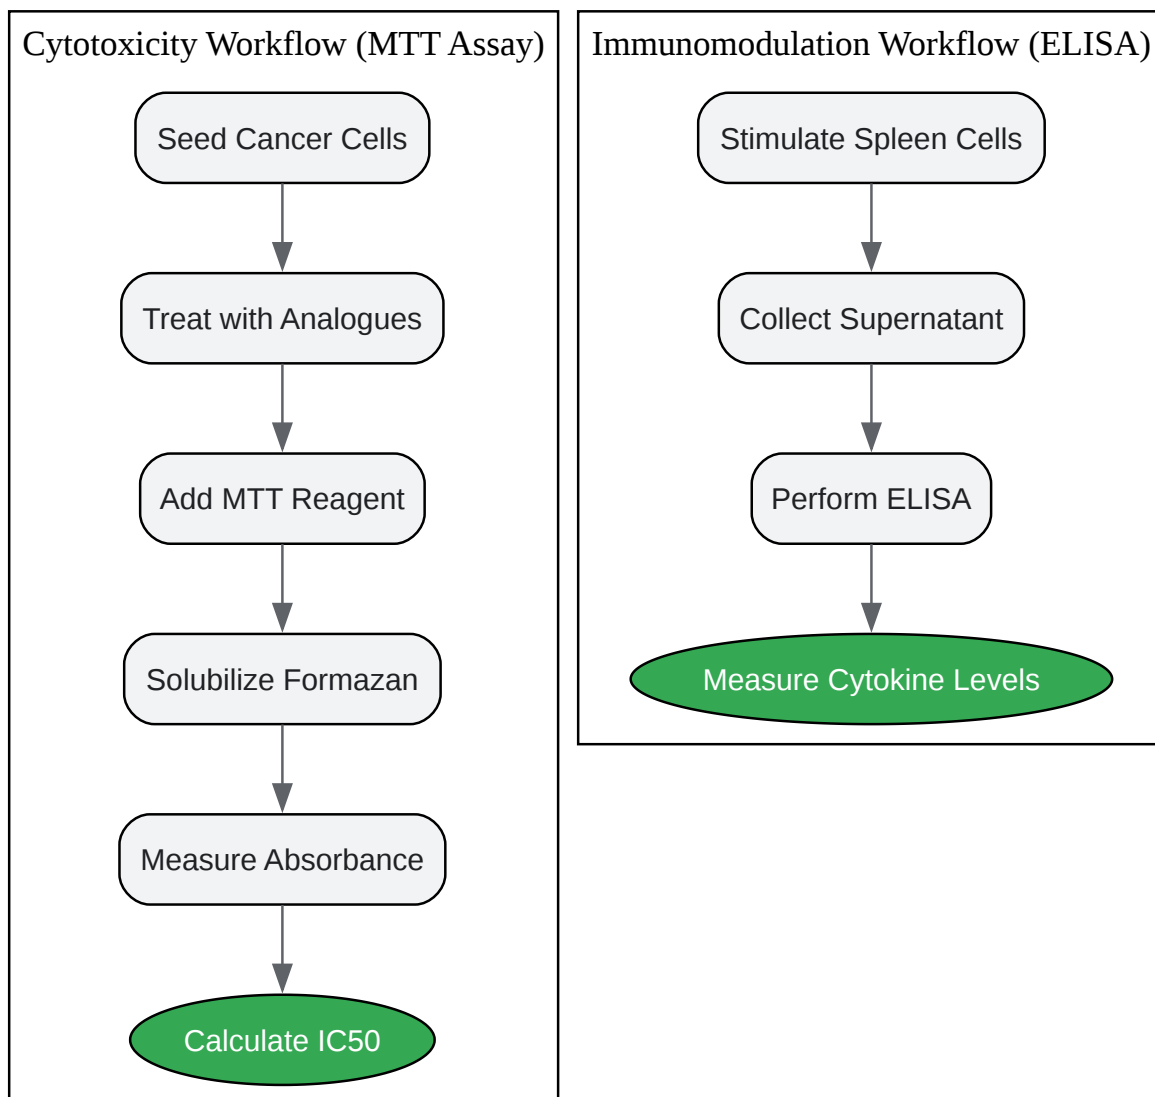 Cytotoxicity Workflow (MTT Assay)
Seed Cancer Cells
Treat with Analogues
Add MTT Reagent
Solubilize Formazan
Measure Absorbance
Calculate IC50
Immunomodulation Workflow (ELISA)
Stimulate Spleen Cells
Collect Supernatant
Perform ELISA
Measure Cytokine Levels